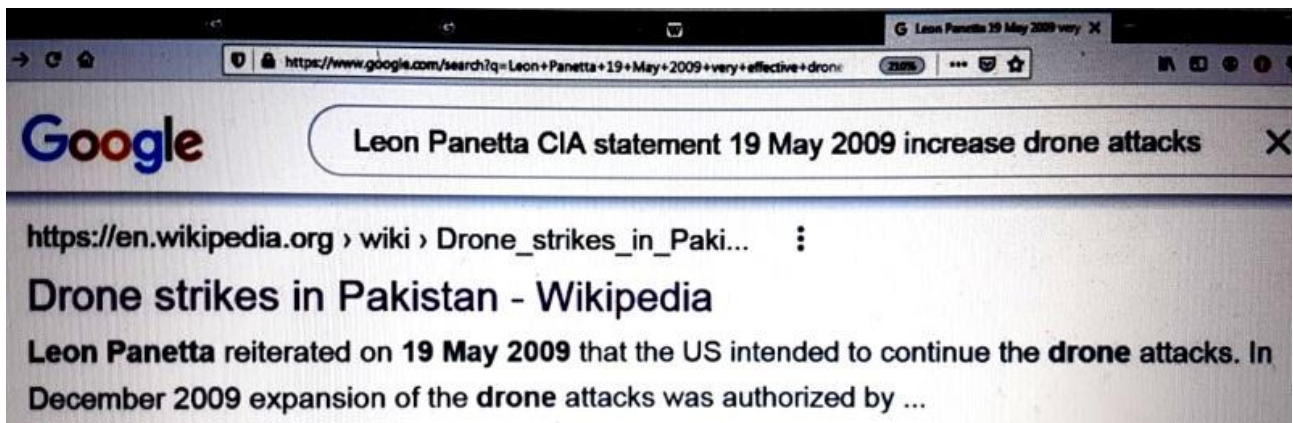 G Leon Panetta 19 May 2009 very X
https://www.google.com/search?q=Leon+Panetta+19+May+2009+very+effective+drone
210% ...
Google
Leon Panetta CIA statement 19 May 2009 increase drone attacks
https://en.wikipedia.org › wiki › Drone_strikes_in_Paki...
Drone strikes in Pakistan - Wikipedia
Leon Panetta reiterated on 19 May 2009 that the US intended to continue the drone attacks. In
December 2009 expansion of the drone attacks was authorized by ...